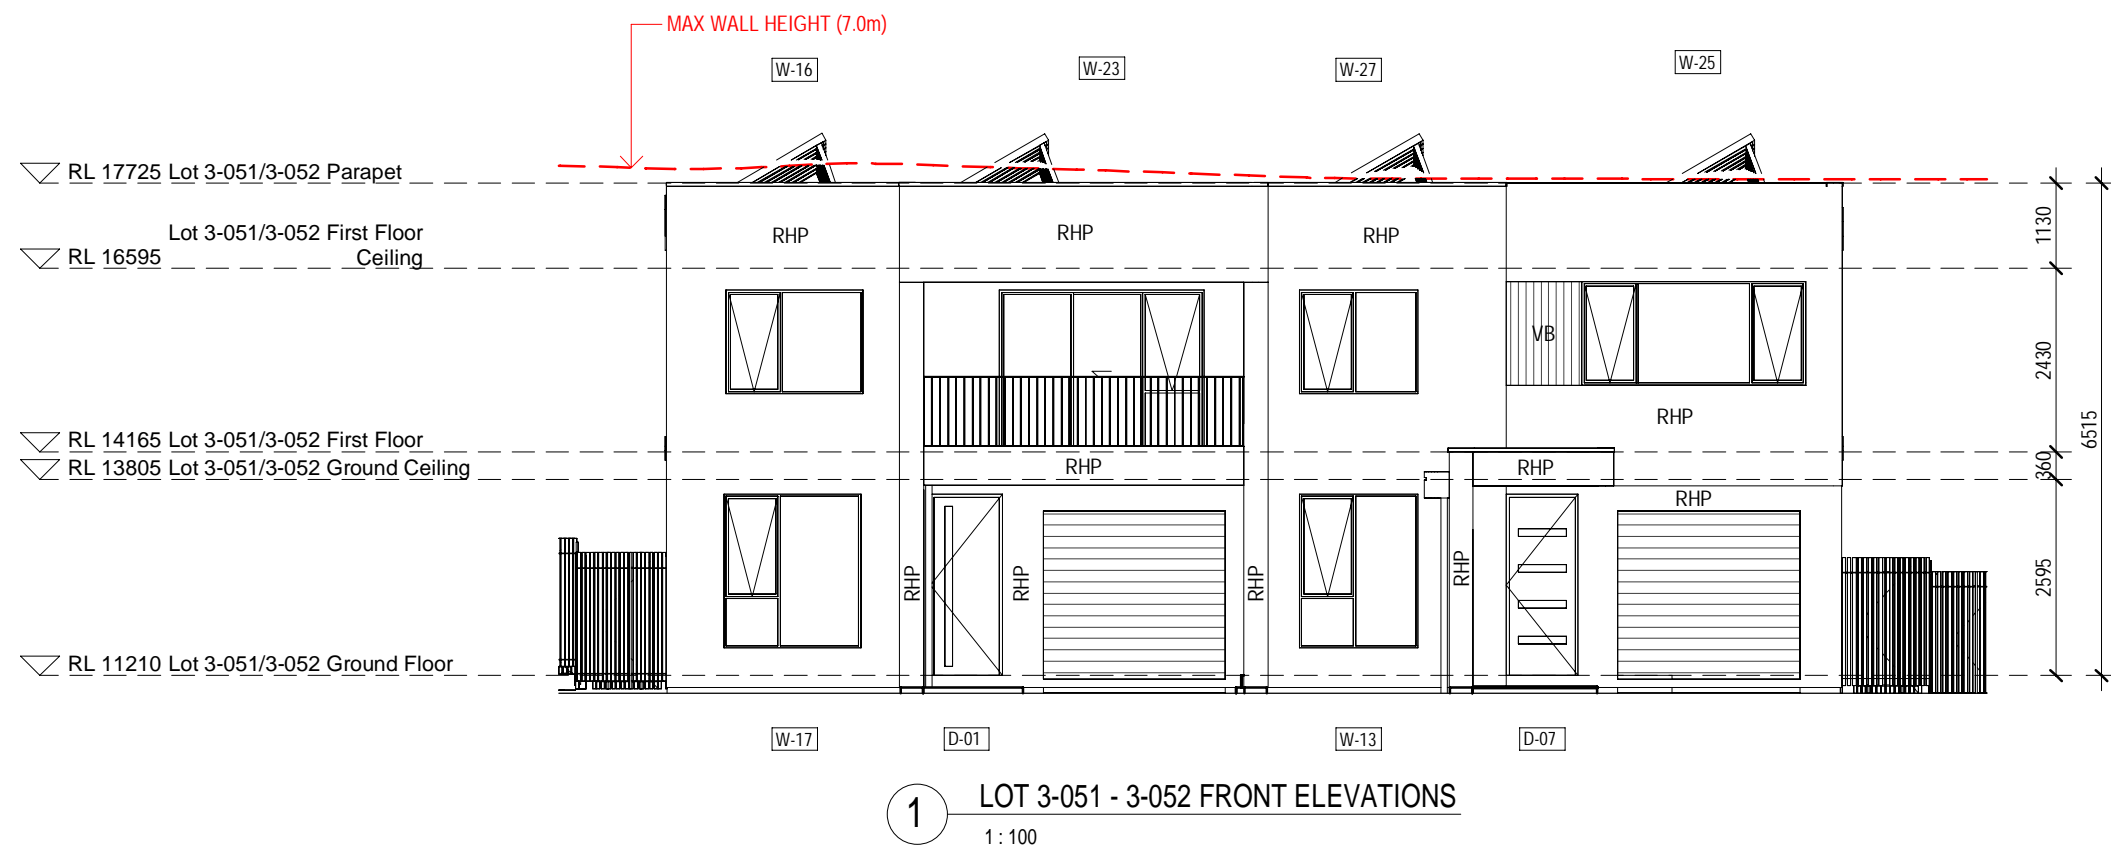 MAX WALL HEIGHT (7.0m)
W-16
W-23
W-27
W-25
RL 17725 Lot 3-051/3-052 Parapet
Lot 3-051/3-052 First Floor
RL 16595 Ceiling
RHP
RHP
RHP
1130
VB
2430
RHP
6515
RL 14165 Lot 3-051/3-052 First Floor
RL 13805 Lot 3-051/3-052 Ground Ceiling
RHP
RHP
360
RHP
RHP
RHP
RHP
RHP
2595
RL 11210 Lot 3-051/3-052 Ground Floor
W-17
D-01
W-13
D-07
1
LOT 3-051 - 3-052 FRONT ELEVATIONS
1 : 100